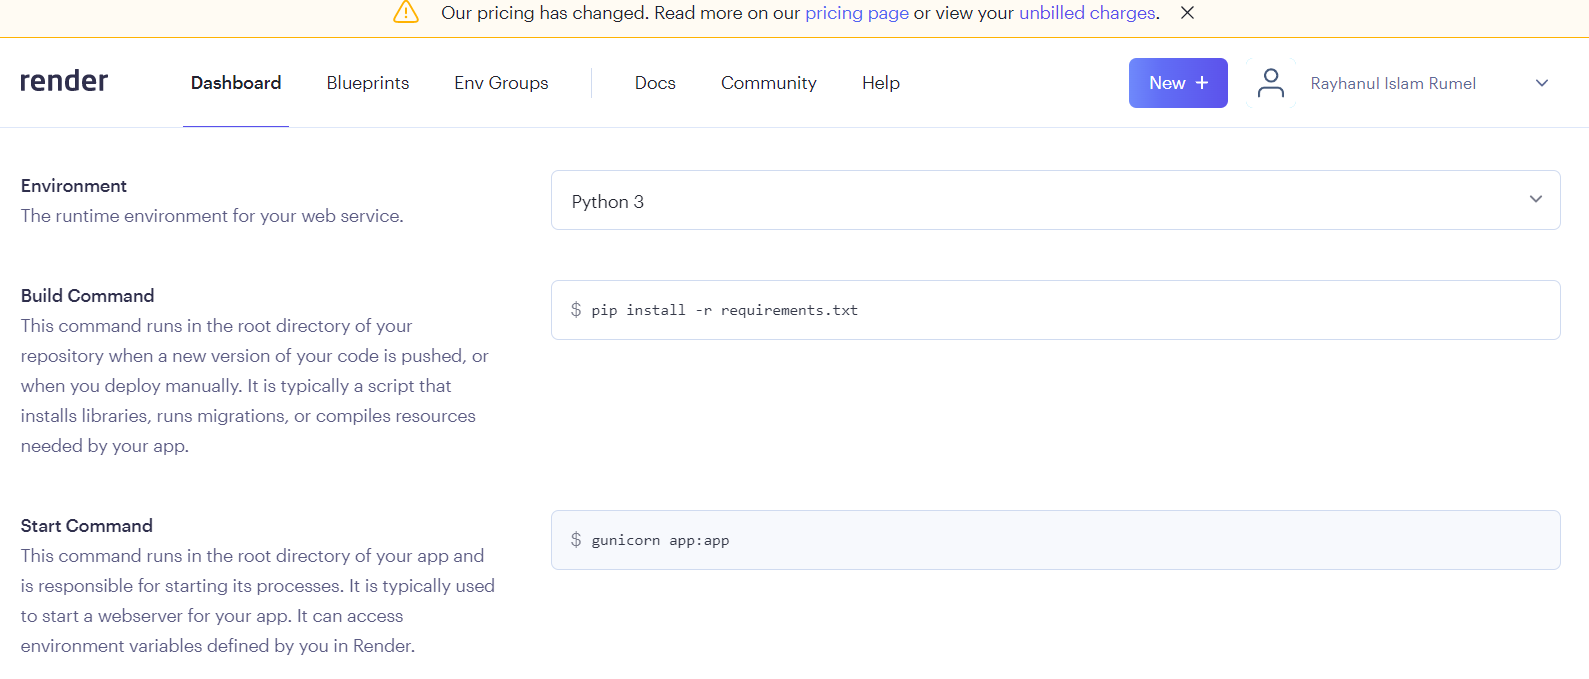 Our pricing has changed. Read more on our pricing page or view your unbilled charges.
render Dashboard Blueprints Env Groups Docs Community Help New + Rayhanul Islam Rumel
Environment
The runtime environment for your web service.
Python 3
Build Command
This command runs in the root directory of your
repository when a new version of your code is pushed, or
when you deploy manually. It is typically a script that
installs libraries, runs migrations, or compiles resources
needed by your app.
$ pip install -r requirements.txt
Start Command
This command runs in the root directory of your app and
is responsible for starting its processes. It is typically used
to start a webserver for your app. It can access
environment variables defined by you in Render.
$ gunicorn app:app